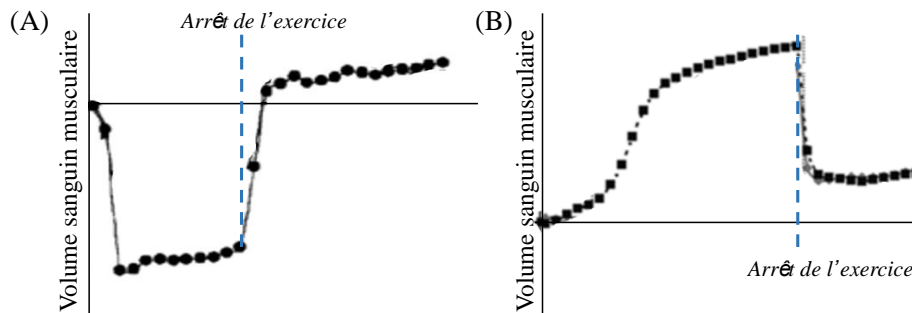 (A)
Arrêt de l'exercice
Volume sanguin musculaire
(B)
Volume sanguin musculaire
Arrêt de l'exercice